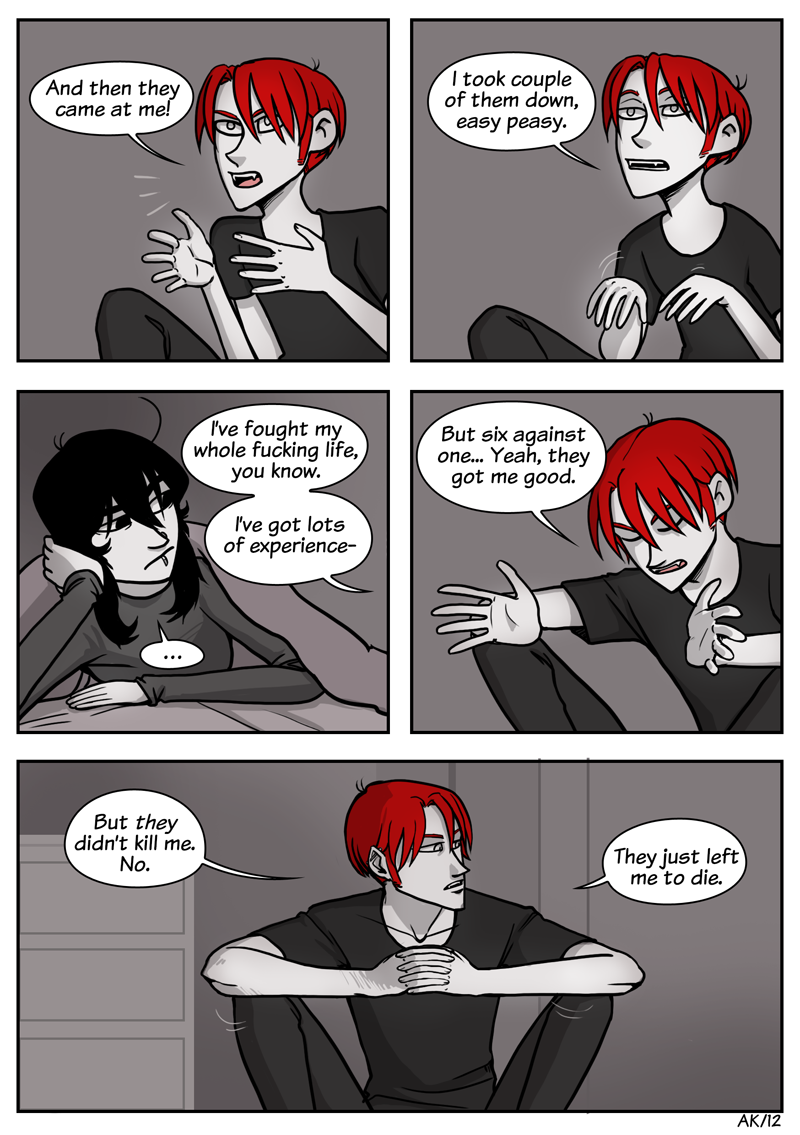 And then they
came at me!
I took couple
of them down,
easy peasy.
I've fought my
whole fucking life,
you know.
I've got lots
of experience-
...
But six against
one... Yeah, they
got me good.
But they
didn't kill me.
No.
They just left
me to die.
AK/12